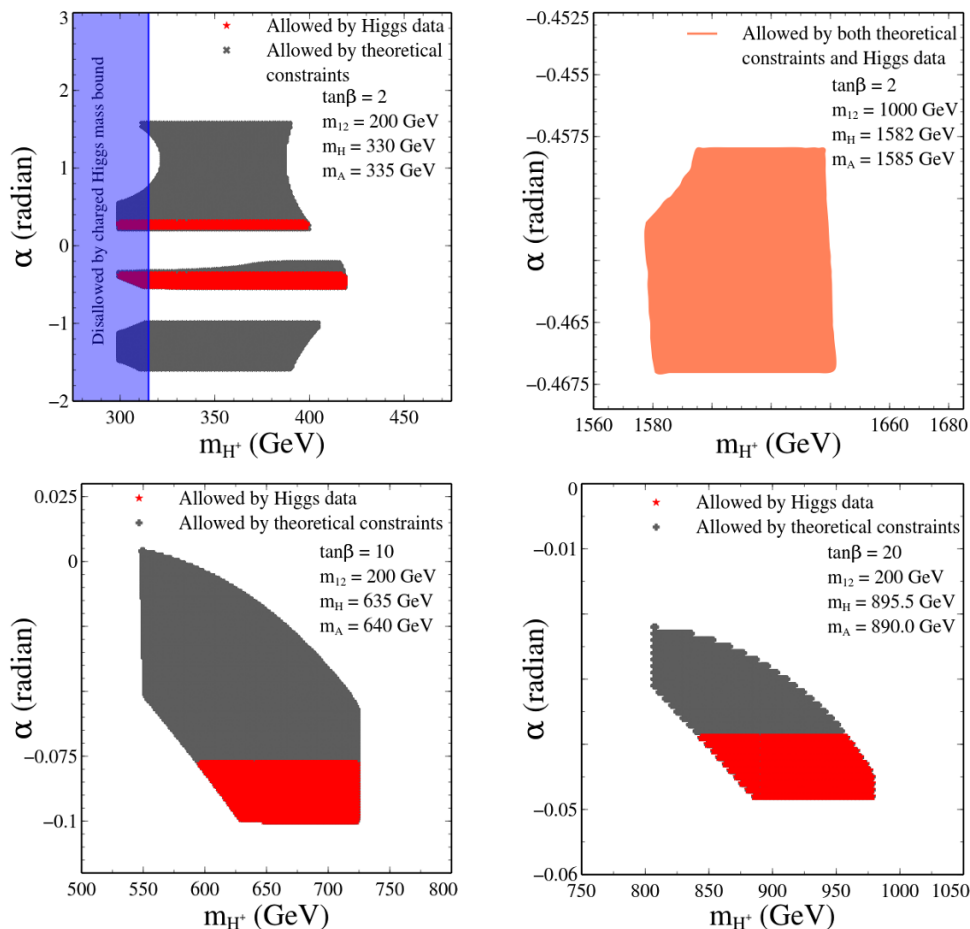 Allowed by Higgs data
Allowed by theoretical
constraints
tanβ = 2
m12 = 200 GeV
mH = 330 GeV
mA = 335 GeV
Disallowed by charged Higgs mass bound
3
2
1
0
−1
−2
α (radian)
300
350
400
450
mH+ (GeV)
Allowed by both theoretical
constraints and Higgs data
tanβ = 2
m12 = 1000 GeV
mH = 1582 GeV
mA = 1585 GeV
−0.4525
−0.455
−0.4575
−0.465
−0.4675
α (radian)
1560
1580
1660
1680
mH+ (GeV)
Allowed by Higgs data
Allowed by theoretical constraints
tanβ = 10
m12 = 200 GeV
mH = 635 GeV
mA = 640 GeV
0.025
0
−0.075
−0.1
α (radian)
500
550
600
650
700
750
800
mH+ (GeV)
Allowed by Higgs data
Allowed by theoretical constraints
tanβ = 20
m12 = 200 GeV
mH = 895.5 GeV
mA = 890.0 GeV
0
−0.01
−0.05
−0.06
α (radian)
750
800
850
900
950
1000
1050
mH+ (GeV)